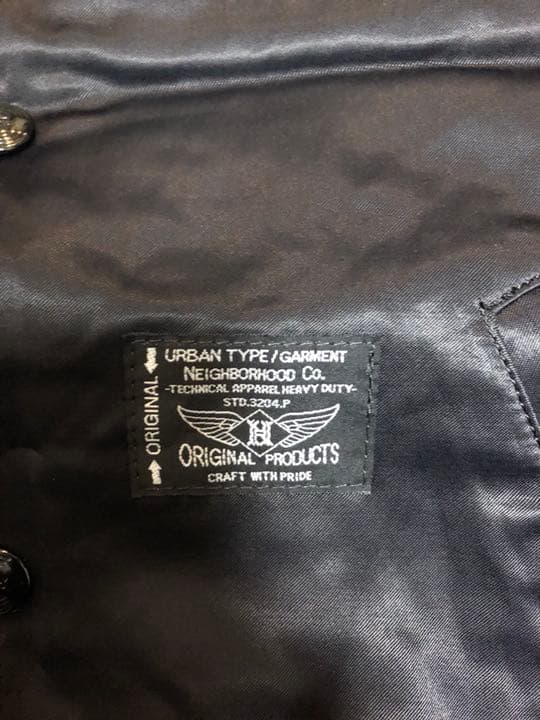 URBAN TYPE/GARMENT
NEIGHBORHOOD CO.
-TECHNICAL APPAREL HEAVY DUTY-
STD.3204.P
ORIGINAL PRODUCTS
CRAFT WITH PRIDE
ORIGINAL